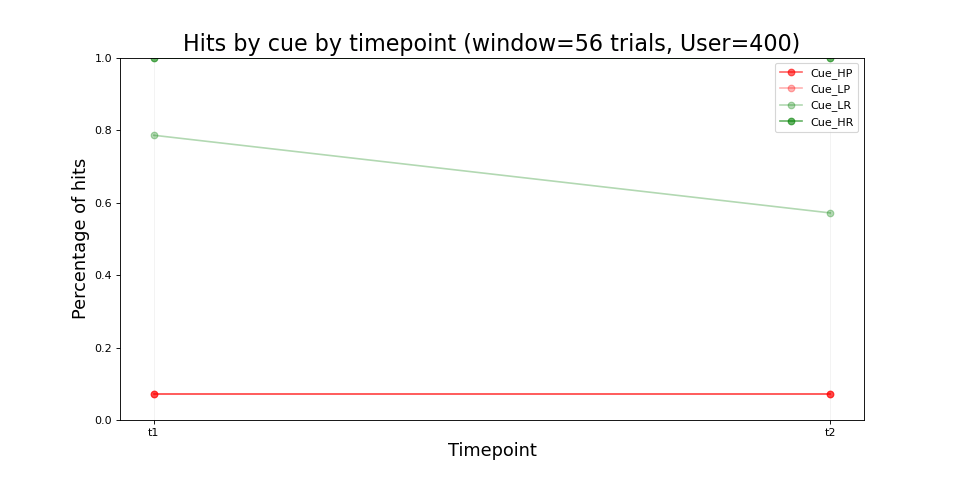 Hits by cue by timepoint (window=56 trials, User=400)
Percentage of hits
1.0
0.8
0.6
0.4
0.2
0.0
Cue_HP
Cue_LP
Cue_LR
Cue_HR
t1
t2
Timepoint